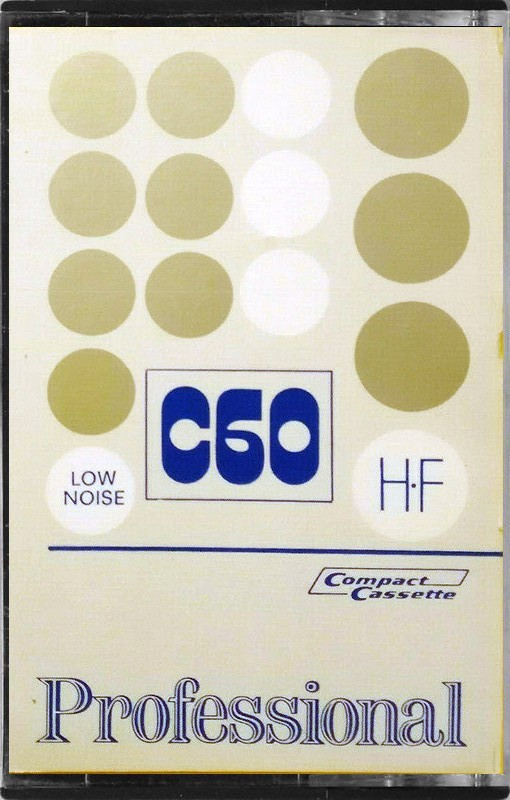 C60
LOW
NOISE
H·F
Compact
Cassette
Professional